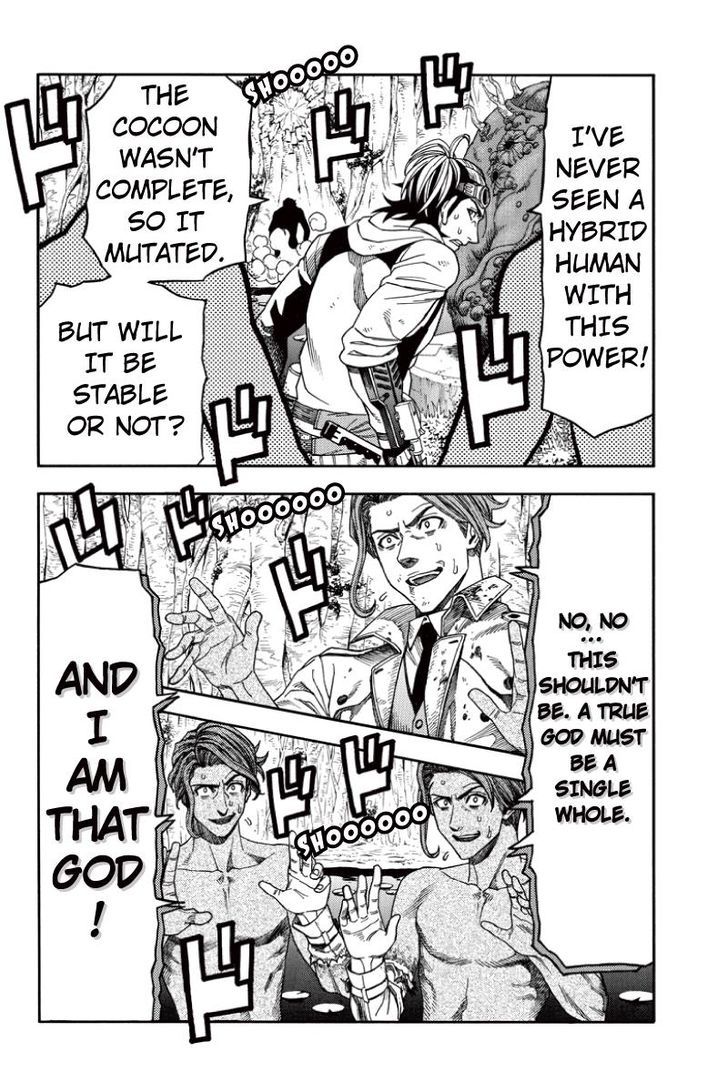 I'VE
NEVER
SEEN A
HYBRID
HUMAN
WITH
THIS
POWER!
SHOOOOO
ド
ド
ド
ド
THE
COCOON
WASN'T
COMPLETE,
SO IT
MUTATED.
BUT WILL
IT BE
STABLE
OR NOT?
ド
ド
SHOOOOOO
ド
NO, NO
...
THIS
SHOULDN'T
BE. A TRUE
GOD MUST
BE A
SINGLE
WHOLE.
ド
ド
SHOOOOOO
ド
AND
I
AM
THAT
GOD
!